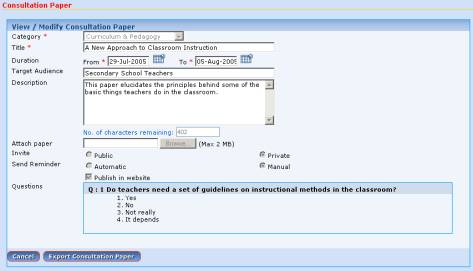 Consultation Paper
View / Modify Consultation Paper
Category * Curriculum & Pedagogy
Title * A New Approach to Classroom Instruction
Duration From * 29-Jul-2005 To * 05-Aug-2005
Target Audience Secondary School Teachers
Description This paper elucidates the principles behind some of the
basic things teachers do in the classroom.
No. of characters remaining: 402
Attach paper Browse... (Max 2 MB)
Invite Public Private
Send Reminder Automatic Manual
Publish in website
Questions Q : 1 Do teachers need a set of guidelines on instructional methods in the classroom?
1. Yes
2. No
3. Not really
4. It depends
Cancel Export Consultation Paper